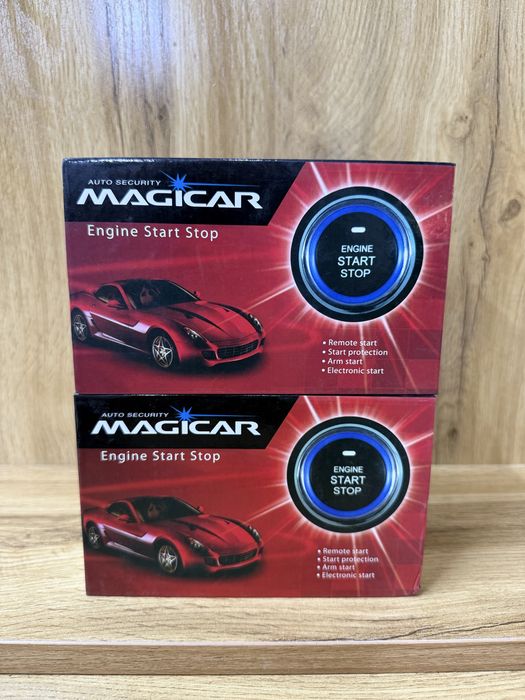 AUTO SECURITY
MAGICAR
Engine Start Stop
ENGINE
START
STOP
• Remote start
• Start protection
• Arm start
• Electronic start
AUTO SECURITY
MAGICAR
Engine Start Stop
ENGINE
START
STOP
• Remote start
• Start protection
• Arm start
• Electronic start